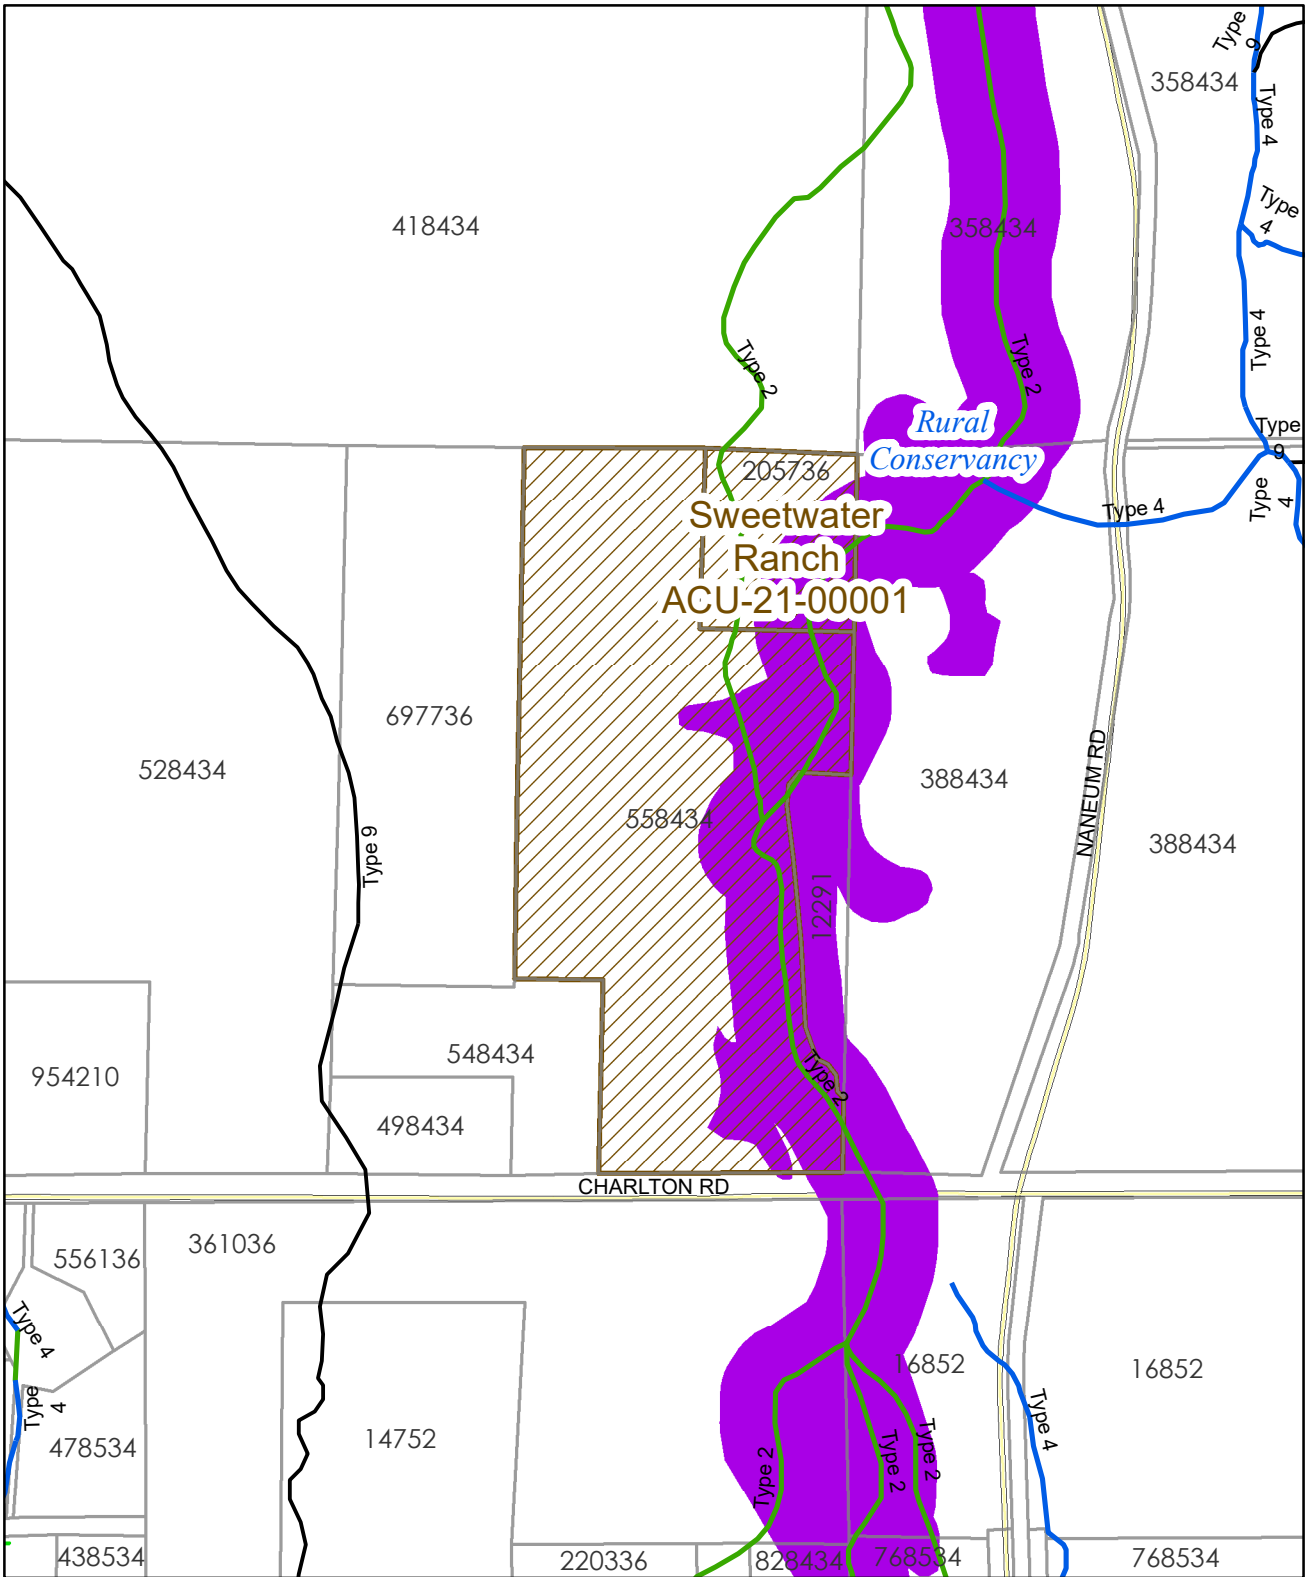 Type
9
358434
Type 4
Type
4
418434
358434
Type 4
Type 2
Type 2
Rural
Conservancy
Type
9
205736
Type
4
Type 4
Sweetwater
Ranch
ACU-21-00001
697736
528434
388434
NANEUM RD
558434
388434
Type 9
12291
548434
954210
Type 2
498434
CHARLTON RD
556136
361036
Type 4
16852
16852
Type
4
478534
14752
Type 4
Type 2
Type 2
Type 2
438534
220336
828434
768534
768534